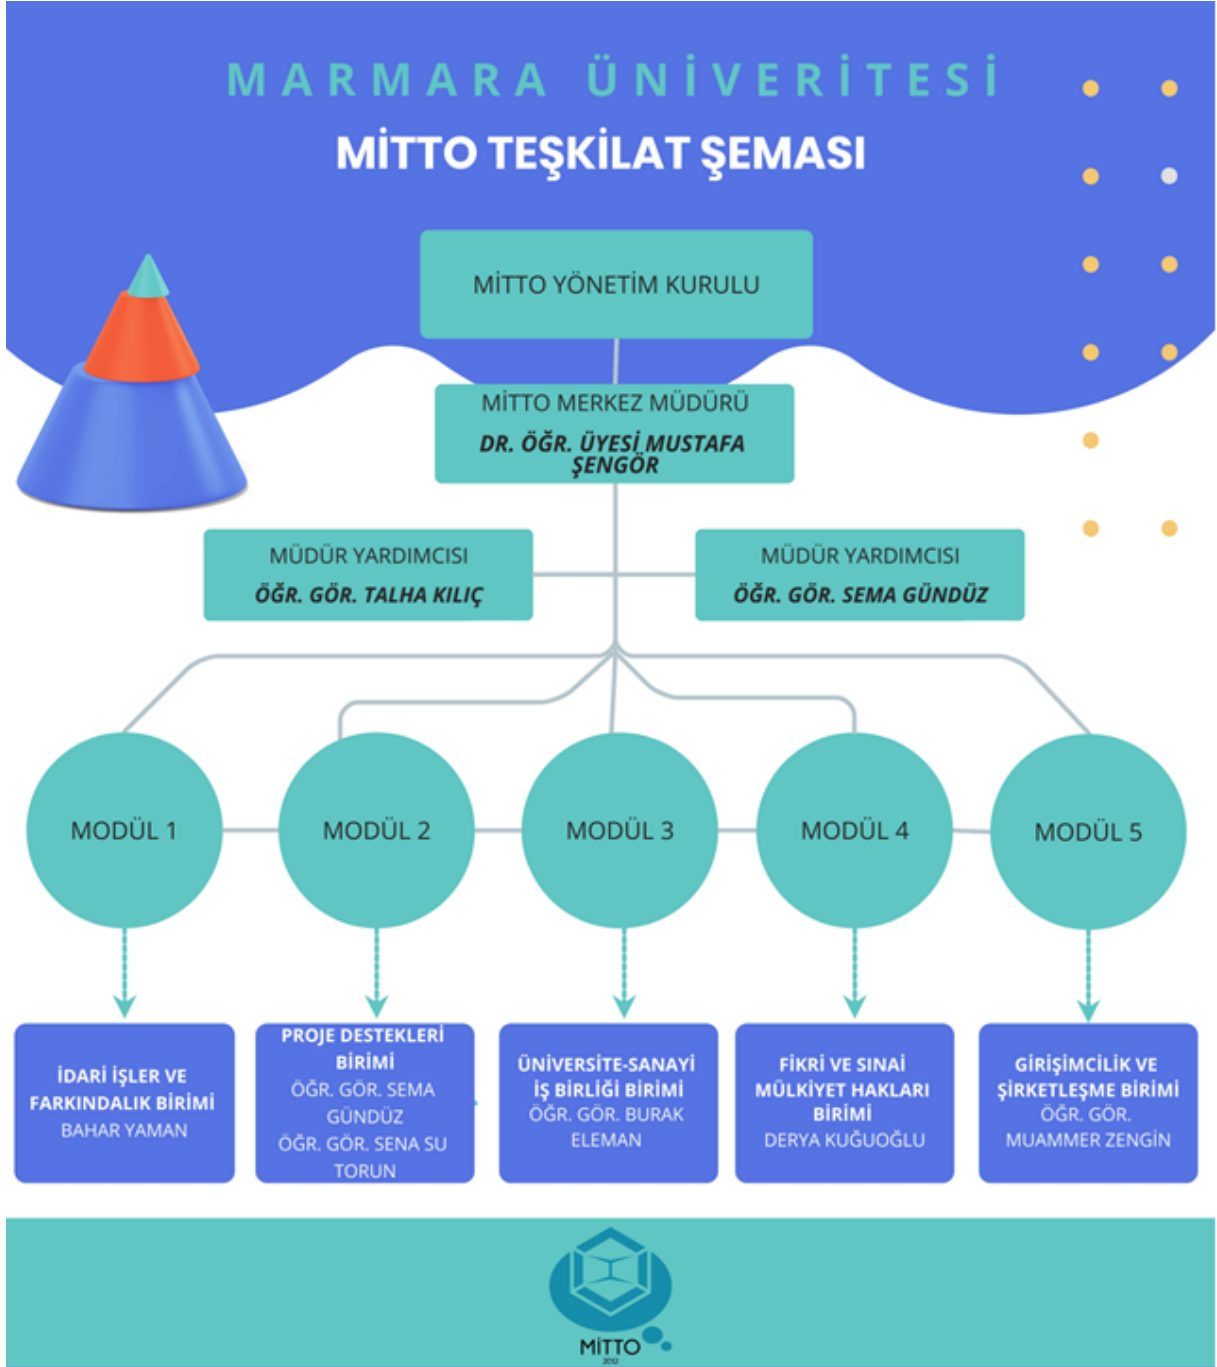 MARMARA ÜNİVERİTESİ
MİTTO TEŞKİLAT ŞEMASI
MİTTO YÖNETİM KURULU
MİTTO MERKEZ MÜDÜRÜ
DR. ÖĞR. ÜYESİ MUSTAFA
ŞENGÖR
MÜDÜR YARDIMCISI
ÖĞR. GÖR. TALHA KILIÇ
MÜDÜR YARDIMCISI
ÖĞR. GÖR. SEMA GÜNDÜZ
MODÜL 1
MODÜL 2
MODÜL 3
MODÜL 4
MODÜL 5
İDARİ İŞLER VE
FARKINDALIK BİRİMİ
BAHAR YAMAN
PROJE DESTEKLERİ
BİRİMİ
ÖĞR. GÖR. SEMA
GÜNDÜZ
ÖĞR. GÖR. SENA SU
TORUN
ÜNİVERSİTE-SANAYİ
İŞ BİRLİĞİ BİRİMİ
ÖĞR. GÖR. BURAK
ELEMAN
FİKRİ VE SINAİ
MÜLKİYET HAKLARI
BİRİMİ
DERYA KUĞUOĞLU
GİRİŞİMCİLİK VE
ŞİRKETLEŞME BİRİMİ
ÖĞR. GÖR.
MUAMMER ZENGİN
MİTTO
2012